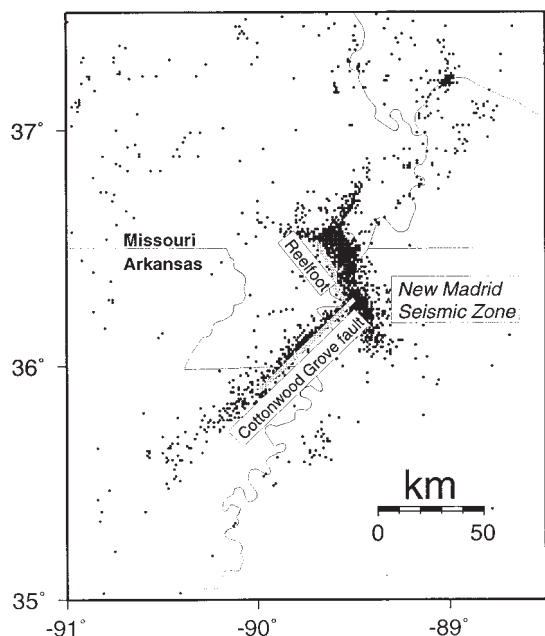 37°
Missouri
Arkansas
Reelfoot
New Madrid
Seismic Zone
36°
Cottonwood Grove fault
km
0 50
35°
-91 -90 -89